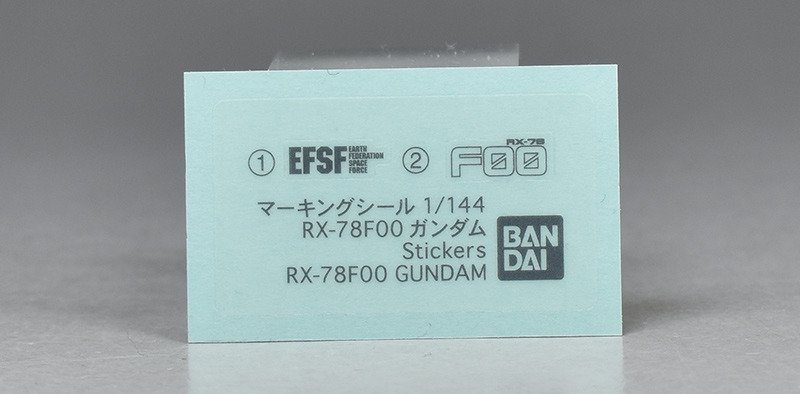 ① EFSF EARTH FEDERATION SPACE FORCE ② RX-78 F00
マーキングシール 1/144
RX-78F00 ガンダム
Stickers
RX-78F00 GUNDAM
BAN
DAI